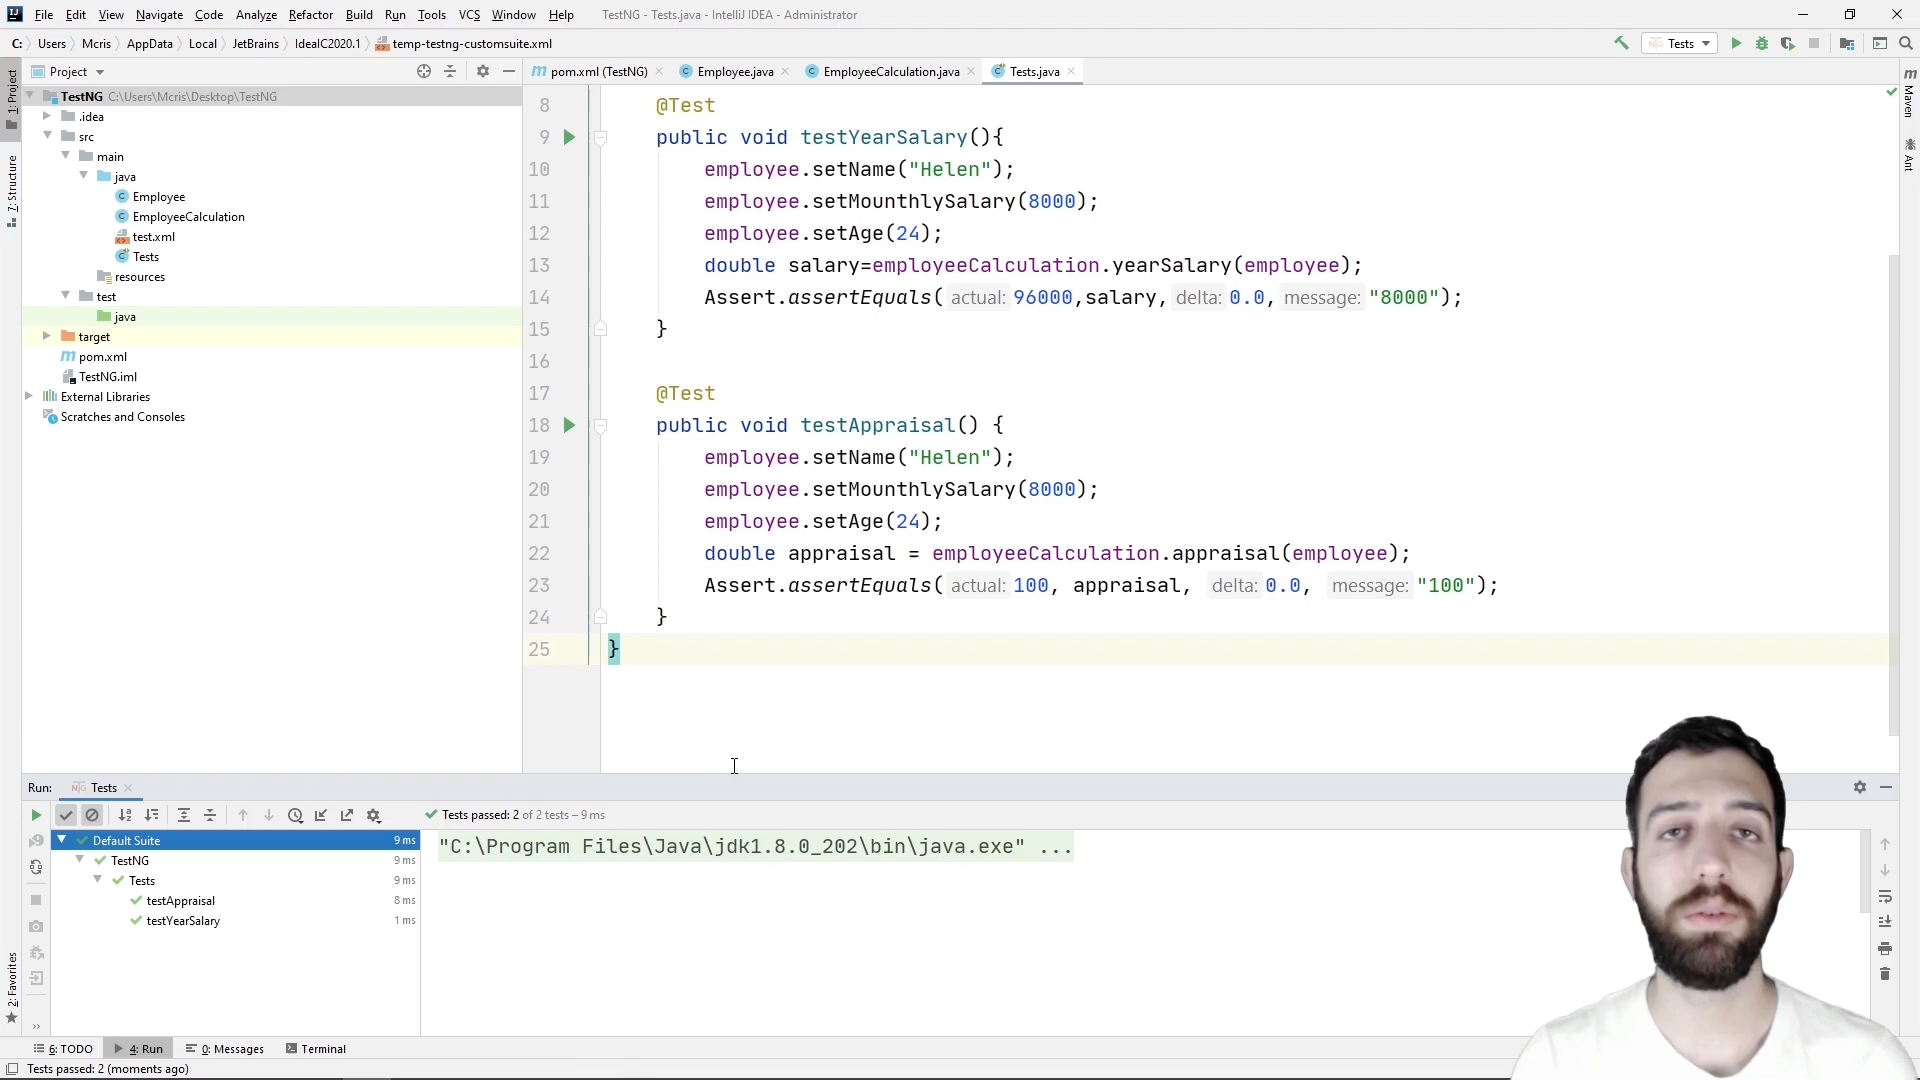 File Edit View Navigate Code Analyze Refactor Build Run Tools VCS Window Help TestNG - Tests.java - IntelliJ IDEA - Administrator
C: Users Mcris AppData Local JetBrains IdealC2020.1 temp-testng-customsuite.xml Tests
Project
pom.xml (TestNG) Employee.java EmployeeCalculation.java Tests.java
1: Project
7: Structure
2: Favorites
Maven
Ant
TestNG C:\Users\Mcris\Desktop\TestNG
.idea
src
main
java
Employee
EmployeeCalculation
test.xml
Tests
resources
test
java
target
pom.xml
TestNG.iml
External Libraries
Scratches and Consoles
8 @Test
9 public void testYearSalary(){
10 employee.setName("Helen");
11 employee.setMounthlySalary(8000);
12 employee.setAge(24);
13 double salary=employeeCalculation.yearSalary(employee);
14 Assert.assertEquals( actual: 96000,salary, delta: 0.0, message: "8000");
15 }
16
17 @Test
18 public void testAppraisal() {
19 employee.setName("Helen");
20 employee.setMounthlySalary(8000);
21 employee.setAge(24);
22 double appraisal = employeeCalculation.appraisal(employee);
23 Assert.assertEquals( actual: 100, appraisal, delta: 0.0, message: "100");
24 }
25 }
Run: Tests
Tests passed: 2 of 2 tests – 9 ms
Default Suite 9 ms
TestNG 9 ms
Tests 9 ms
testAppraisal 8 ms
testYearSalary 1 ms
"C:\Program Files\Java\jdk1.8.0_202\bin\java.exe" ...
6: TODO 4: Run 0: Messages Terminal
Tests passed: 2 (moments ago)